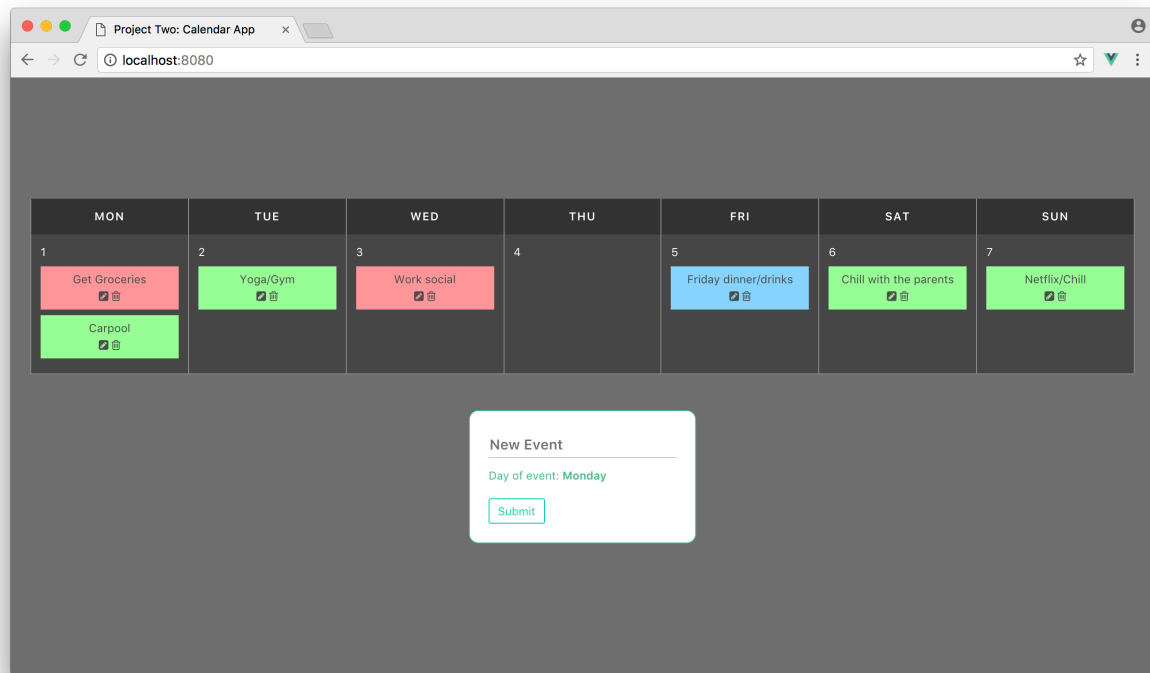 Project Two: Calendar App
localhost:8080
MON TUE WED THU FRI SAT SUN
1 2 3 4 5 6 7
Get Groceries Yoga/Gym Work social Friday dinner/drinks Chill with the parents Netflix/Chill
Carpool
New Event
Day of event: Monday
Submit